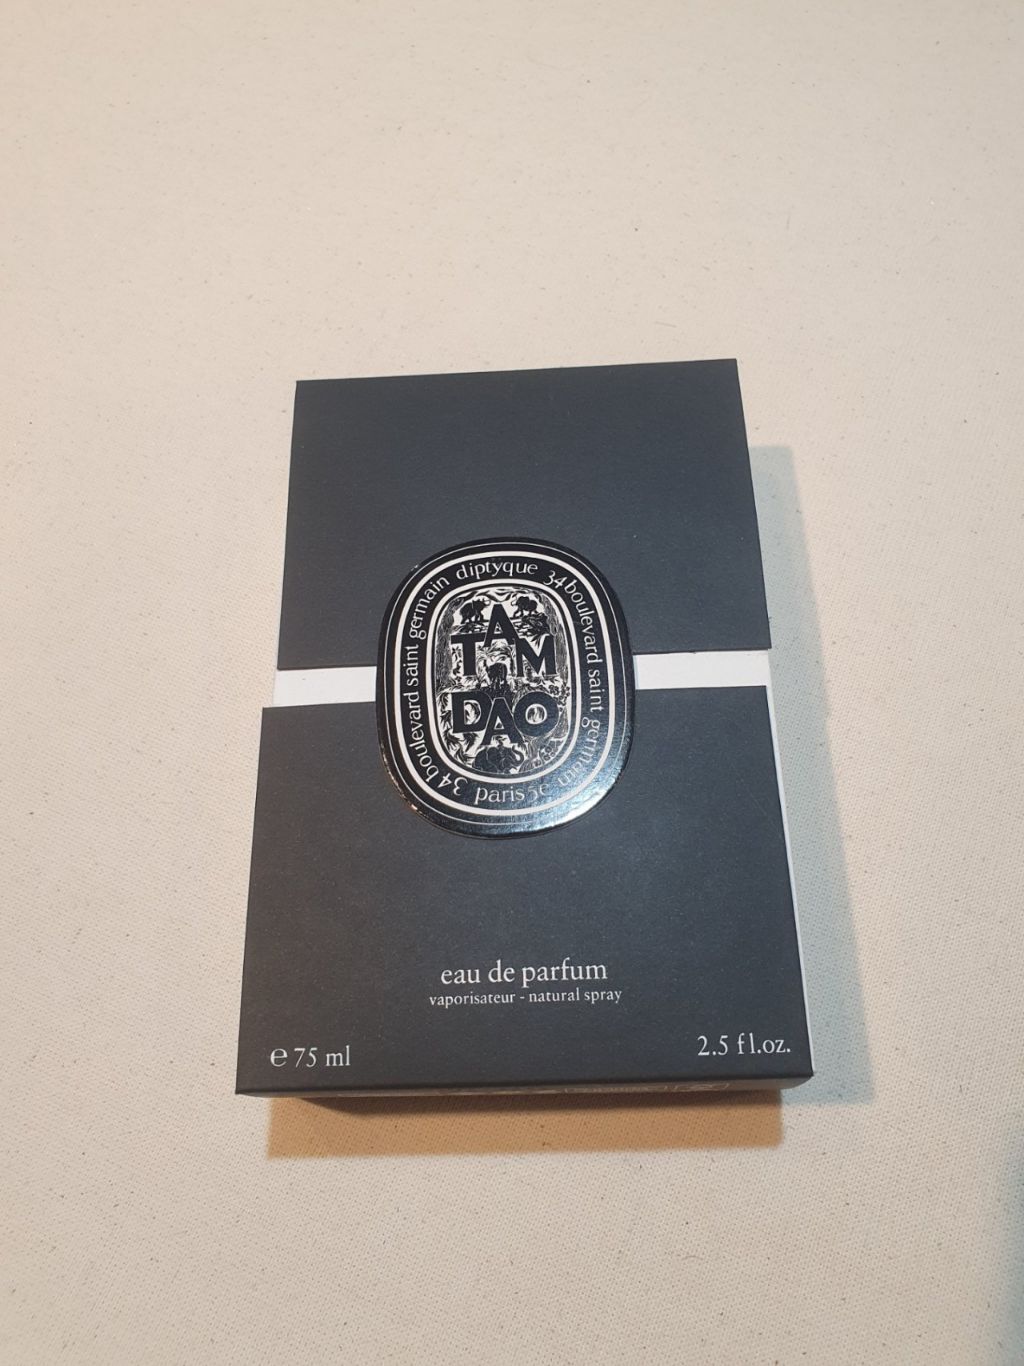 diptyque 34 boulevard saint germain paris 5e 34 boulevard saint germain
TAM
DAO
eau de parfum
vaporisateur - natural spray
e 75 ml
2.5 fl.oz.